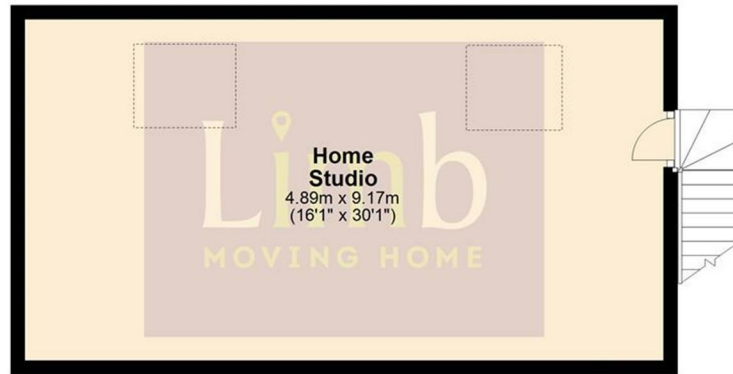 Limb
Home
Studio
4.89m x 9.17m
(16'1" x 30'1")
MOVING HOME